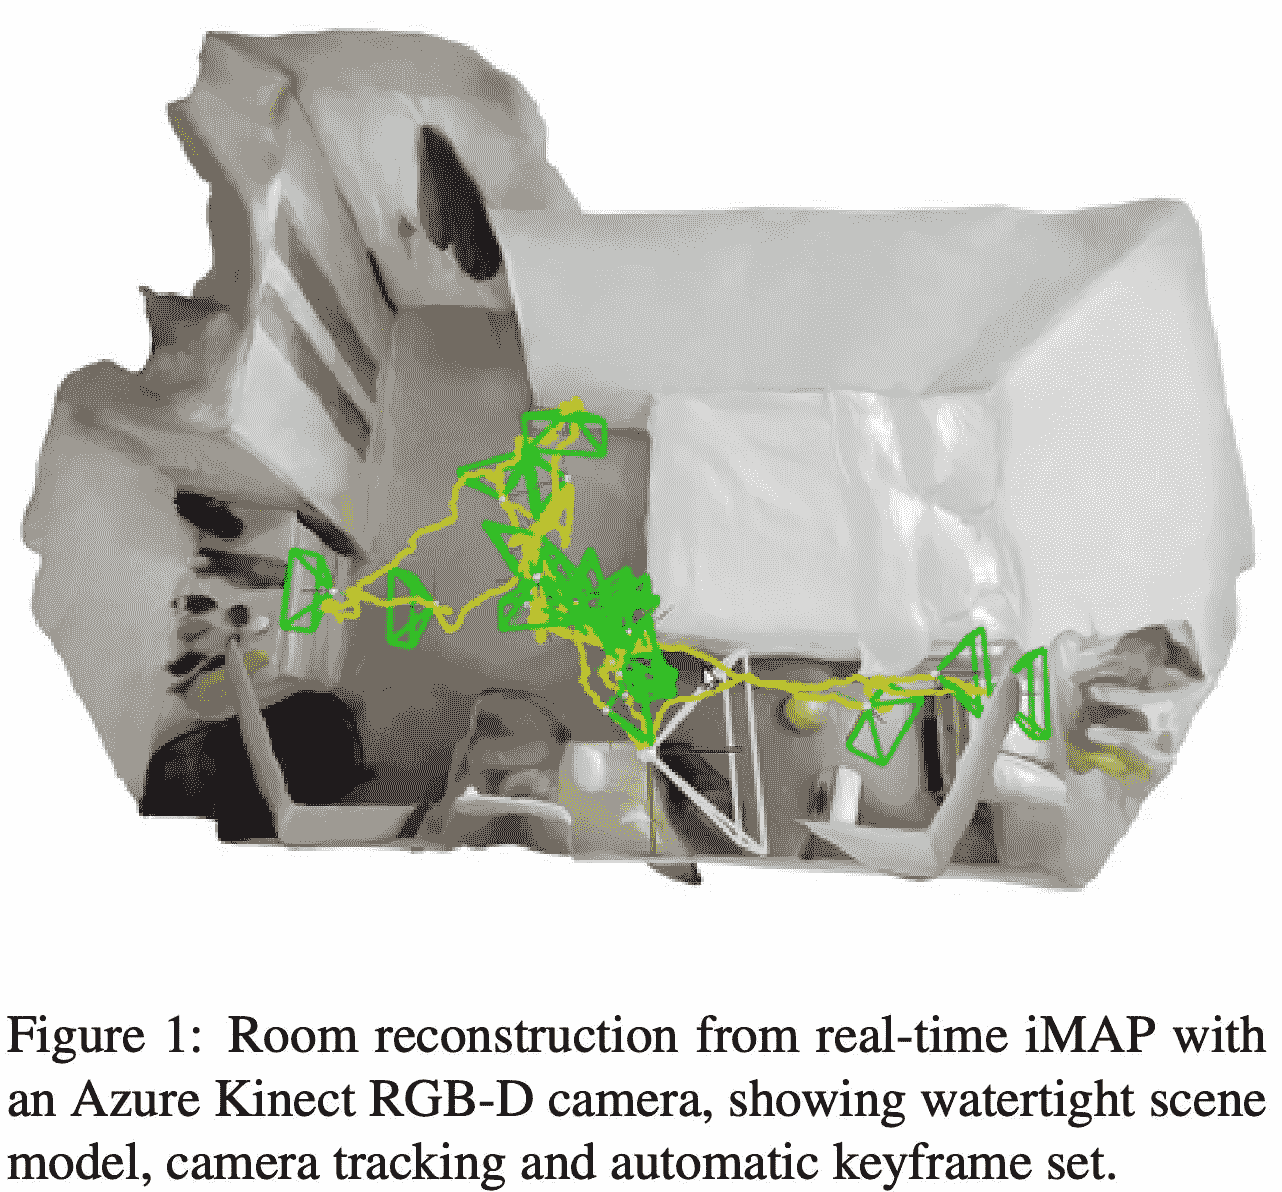 Figure 1: Room reconstruction from real-time iMAP with
an Azure Kinect RGB-D camera, showing watertight scene
model, camera tracking and automatic keyframe set.